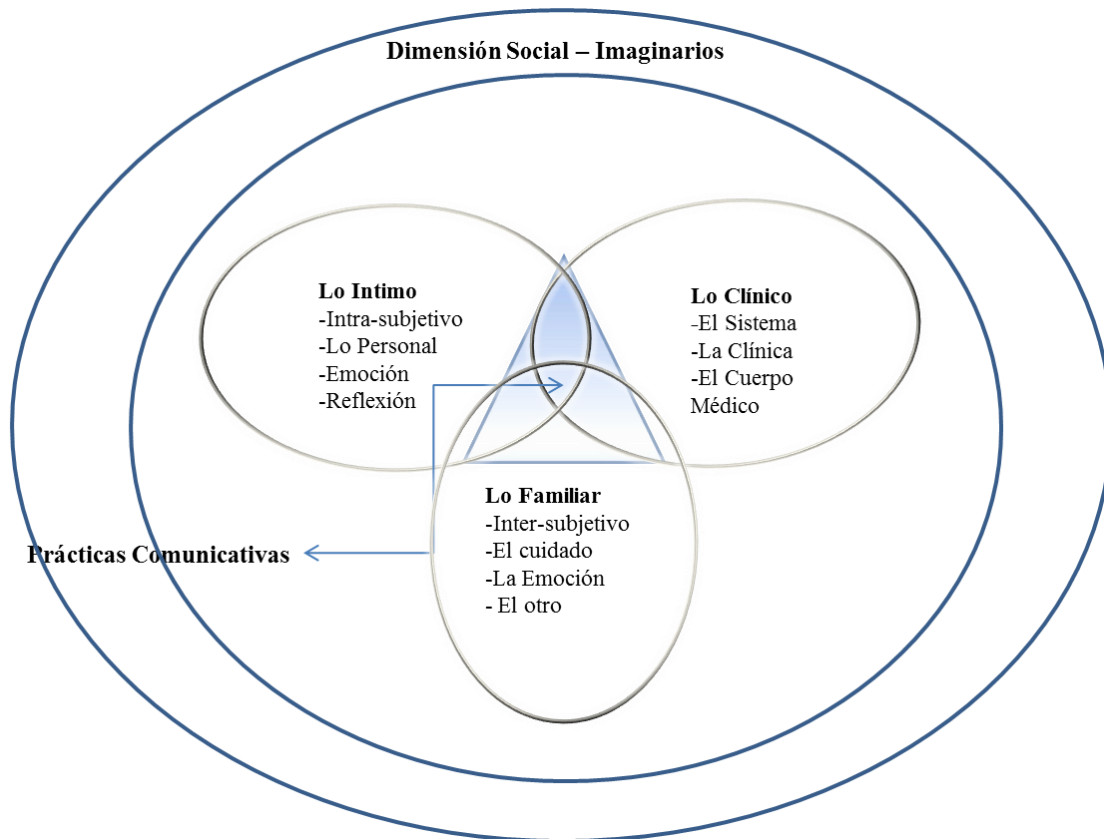 Dimensión Social – Imaginarios
Lo Intimo
-Intra-subjetivo
-Lo Personal
-Emoción
-Reflexión
Lo Clínico
-El Sistema
-La Clínica
-El Cuerpo
Médico
Lo Familiar
-Inter-subjetivo
-El cuidado
-La Emoción
- El otro
Prácticas Comunicativas